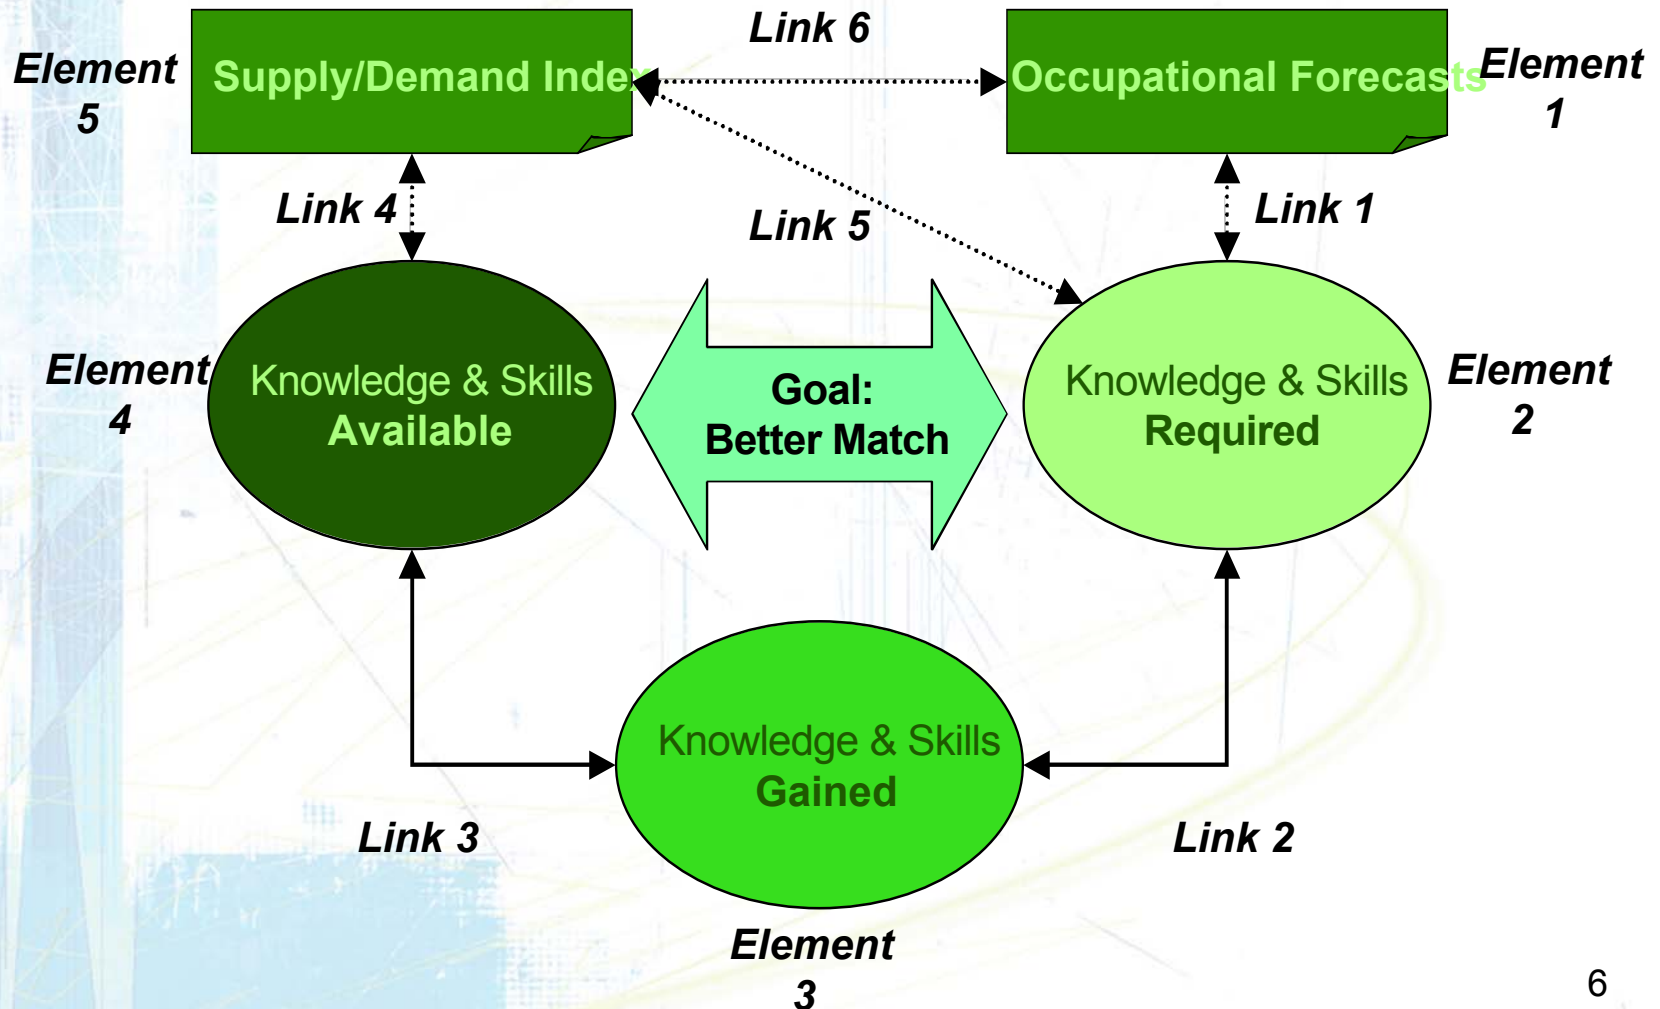 Link 6
Element
5
Supply/Demand Index
Occupational Forecasts
Element
1
Link 4
Link 5
Link 1
Element
4
Knowledge & Skills
Available
Goal:
Better Match
Knowledge & Skills
Required
Element
2
Knowledge & Skills
Gained
Link 3
Link 2
Element
3
6